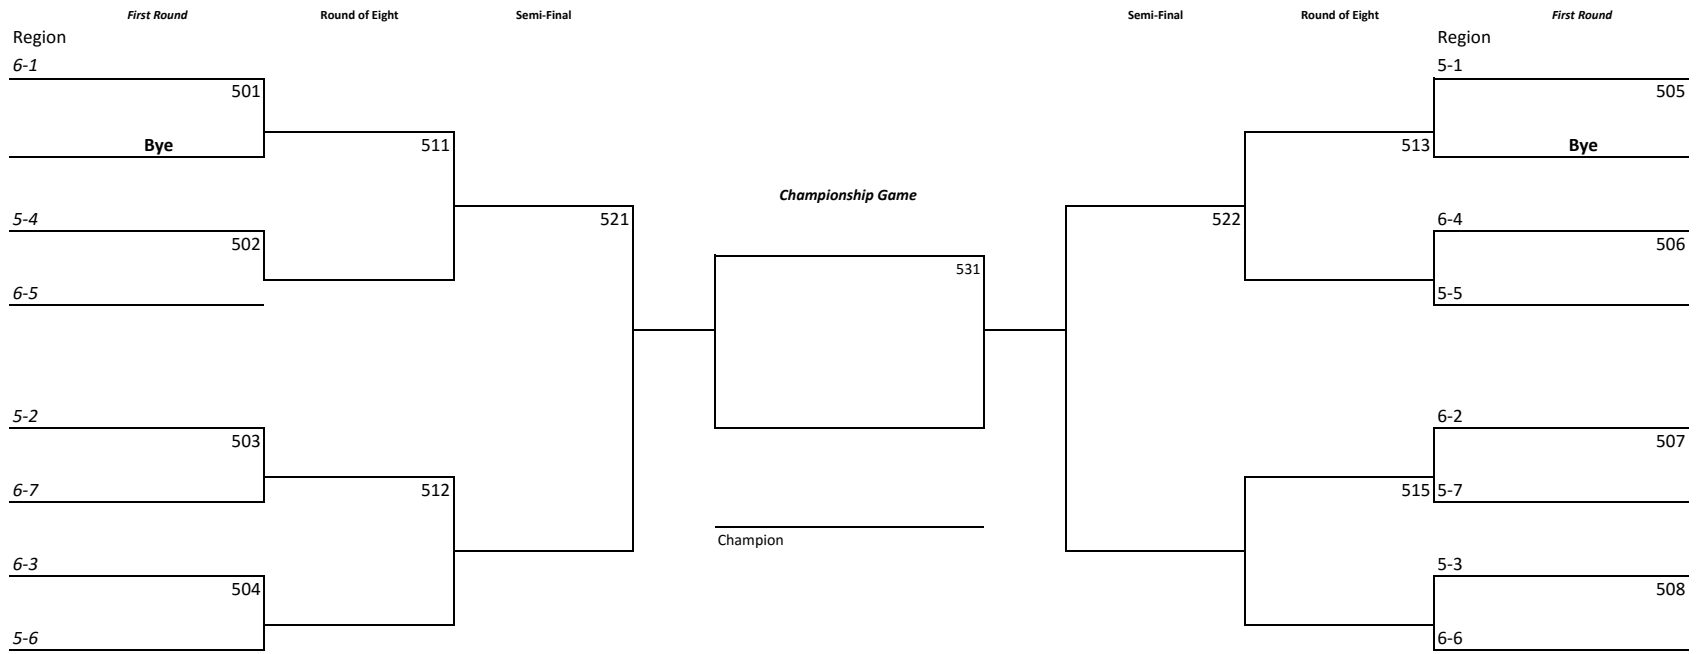 First Round Round of Eight Semi-Final Semi-Final Round of Eight First Round
Region Region
6-1 5-1
501 505
Bye 511 513 Bye
Championship Game
5-4 521 522 6-4
502 506
531
6-5 5-5
5-2 6-2
503 507
6-7 512 515 5-7
Champion
6-3 5-3
504 508
5-6 6-6